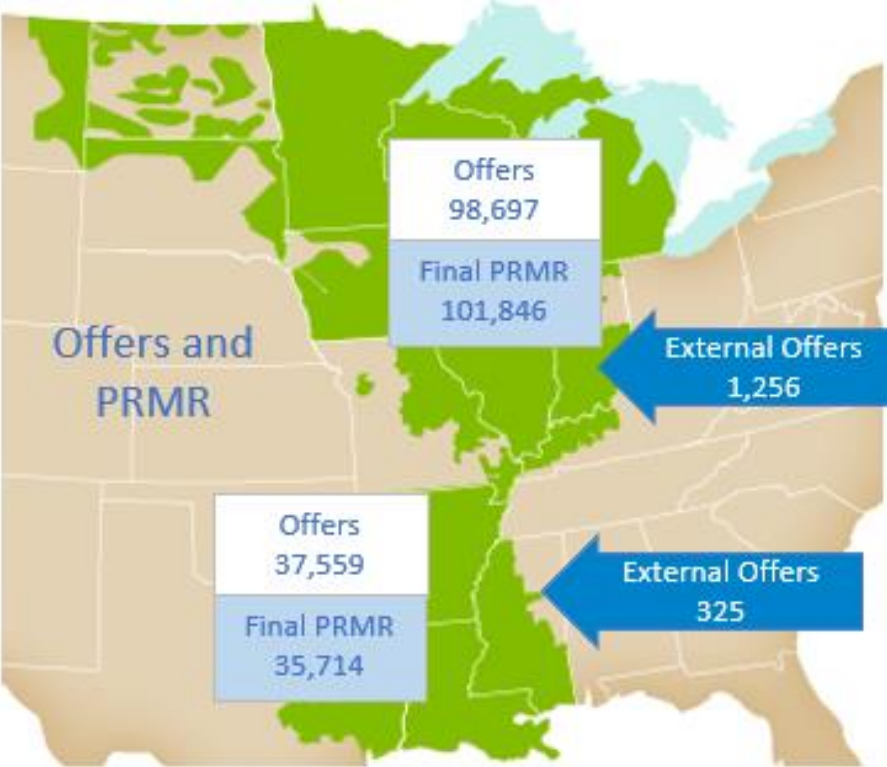 Offers
98,697
Final PRMR
101,846
Offers and
PRMR
External Offers
1,256
Offers
37,559
Final PRMR
35,714
External Offers
325